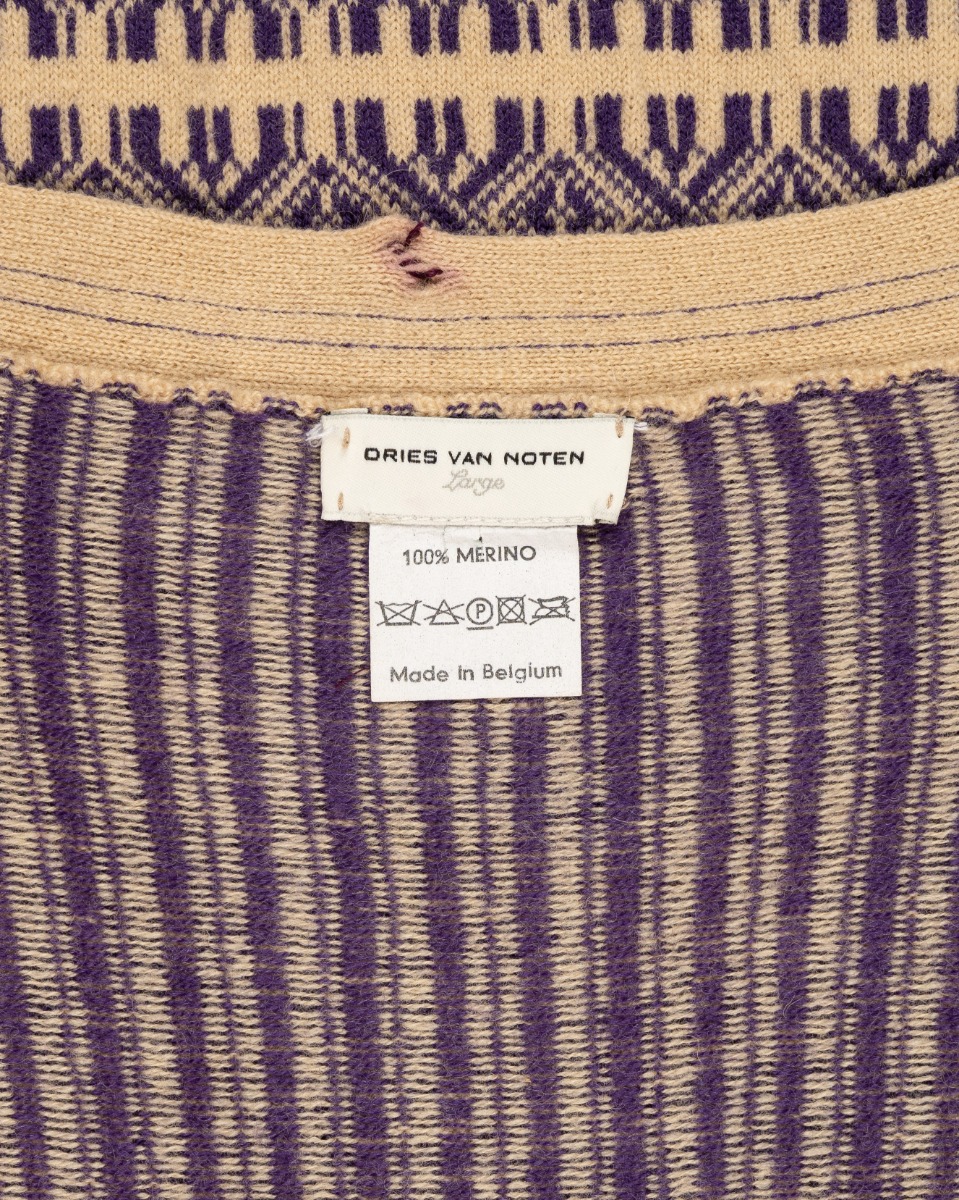 DRIES VAN NOTEN
Large
100% MERINO
P
Made in Belgium